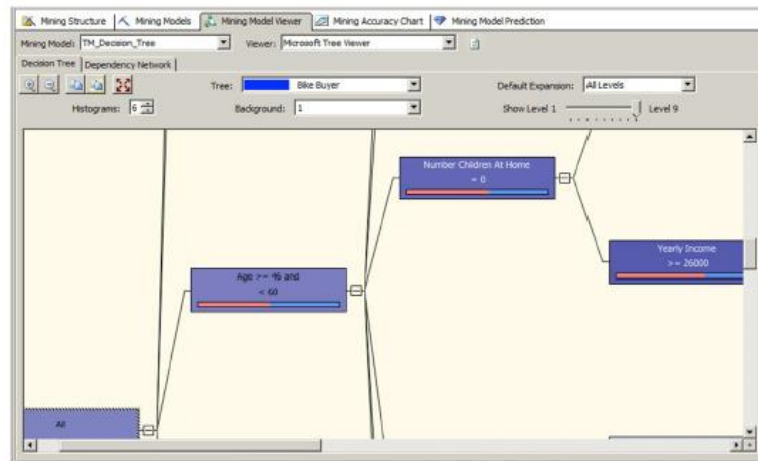 Mining Structure Mining Models Mining Model Viewer Mining Accuracy Chart Mining Model Prediction
Mining Model: TM_Decision_Tree Viewer: Microsoft Tree Viewer
Decision Tree Dependency Network
Tree: Bike Buyer Default Expansion: All Levels
Histograms: 6 Background: 1 Show Level 1 Level 9
Number Children At Home
= 0
Yearly Income
>= 26000
Age >= 46 and
< 60
All